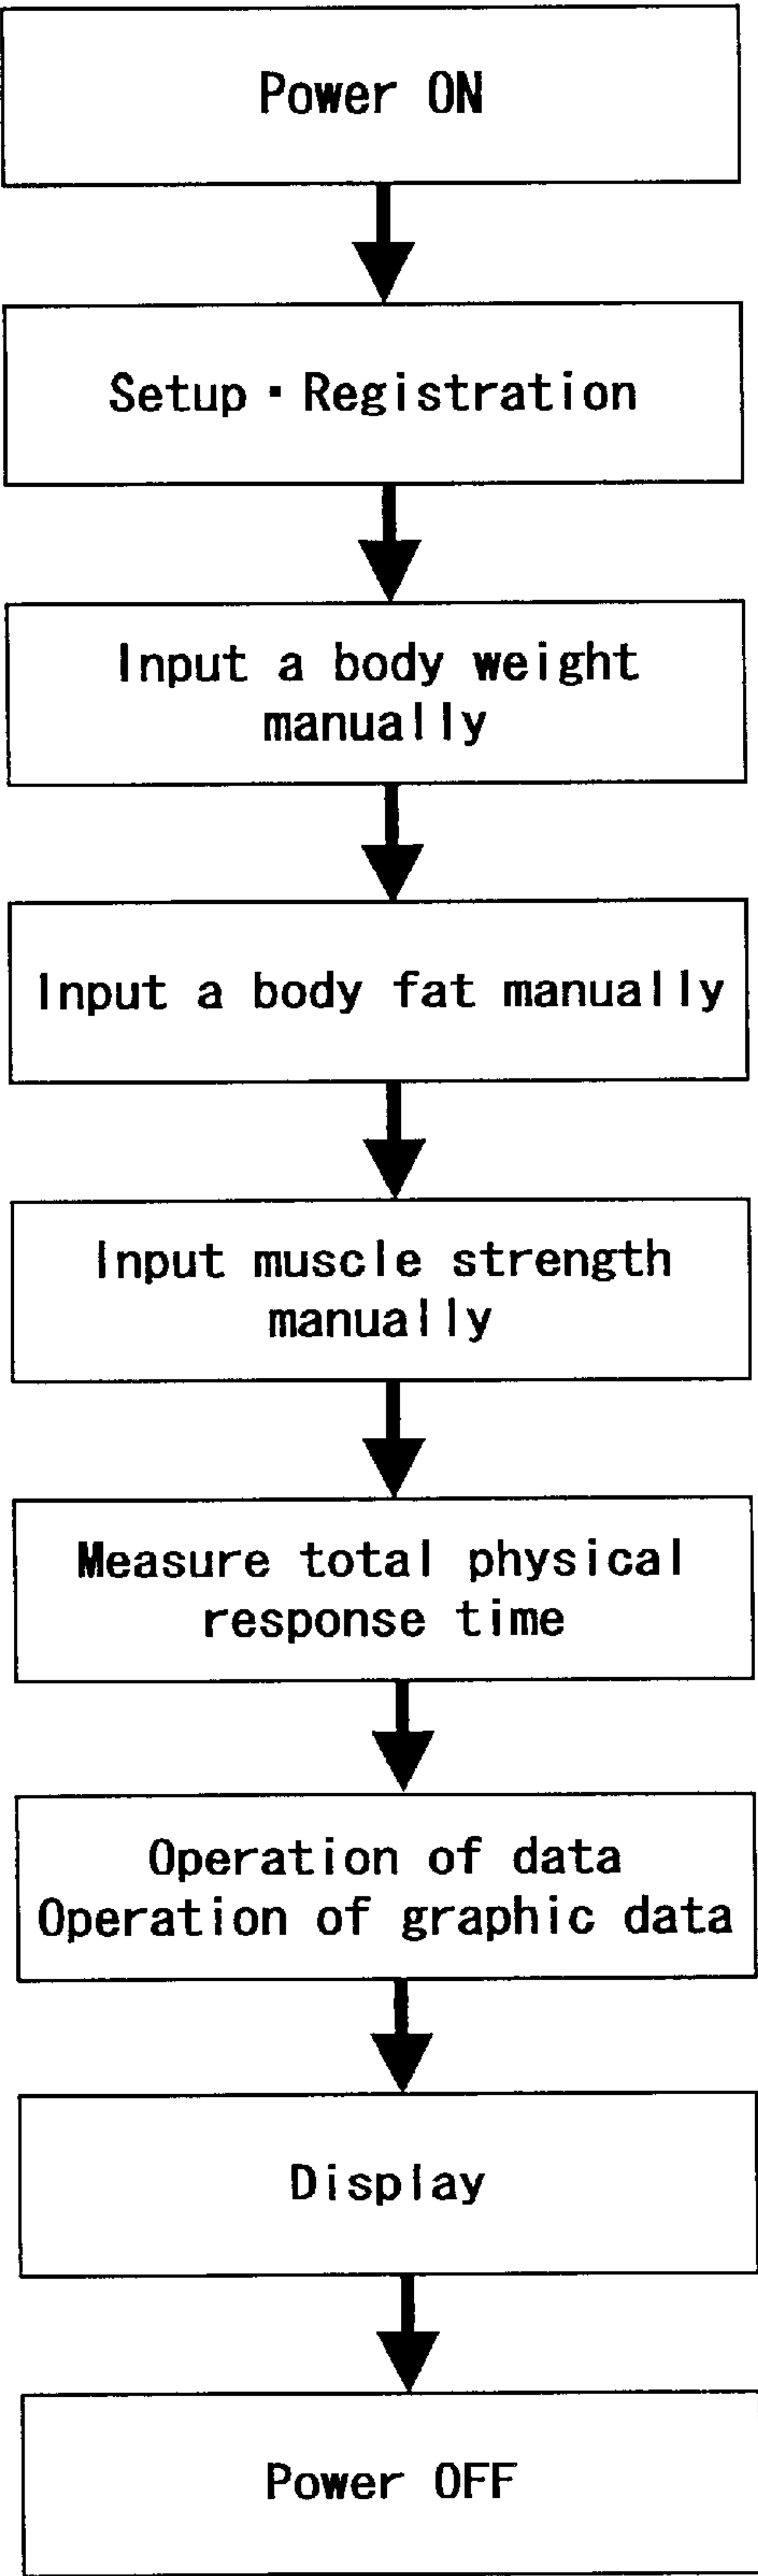 Power ON
Setup・Registration
Input a body weight
manually
Input a body fat manually
Input muscle strength
manually
Measure total physical
response time
Operation of data
Operation of graphic data
Display
Power OFF